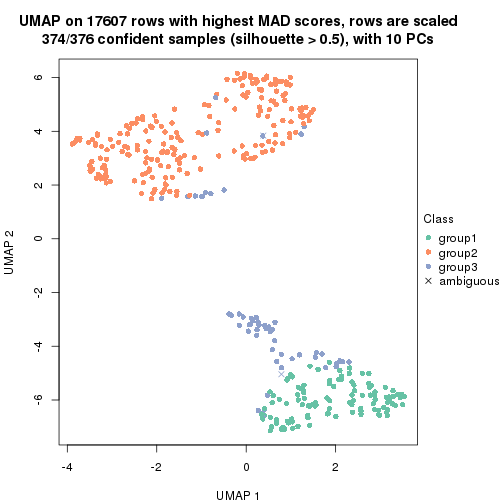 UMAP on 17607 rows with highest MAD scores, rows are scaled
374/376 confident samples (silhouette > 0.5), with 10 PCs
6
4
2
0
-2
-4
-6
UMAP 2
-4
-2
0
2
UMAP 1
Class
group1
group2
group3
ambiguous